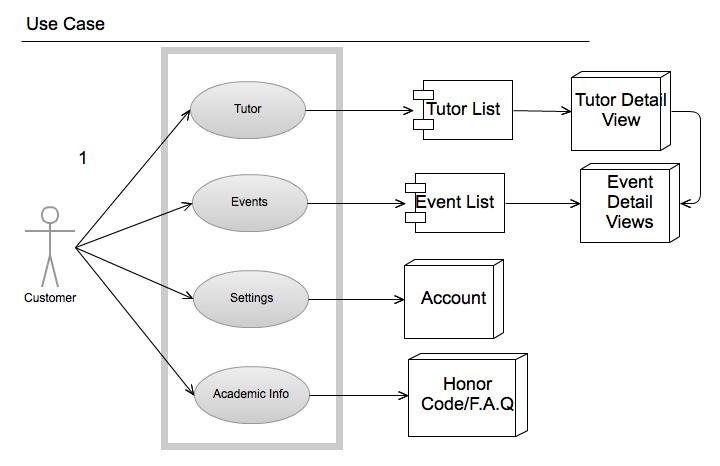 Use Case
Tutor
Tutor List
Tutor Detail
View
1
Events
Event List
Event
Detail
Views
Customer
Settings
Account
Academic Info
Honor
Code/F.A.Q